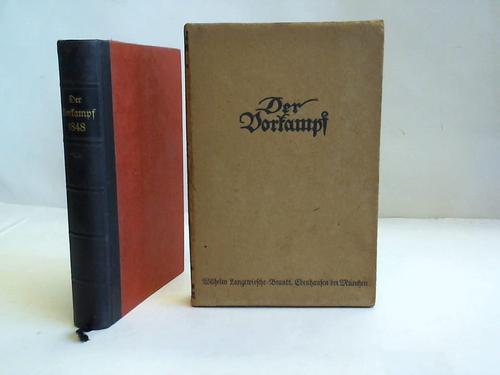 Der
Vorkampf
1848
Der
Vorkampf
Wilhelm Langewiesche-Brandt, Ebenhausen bei München